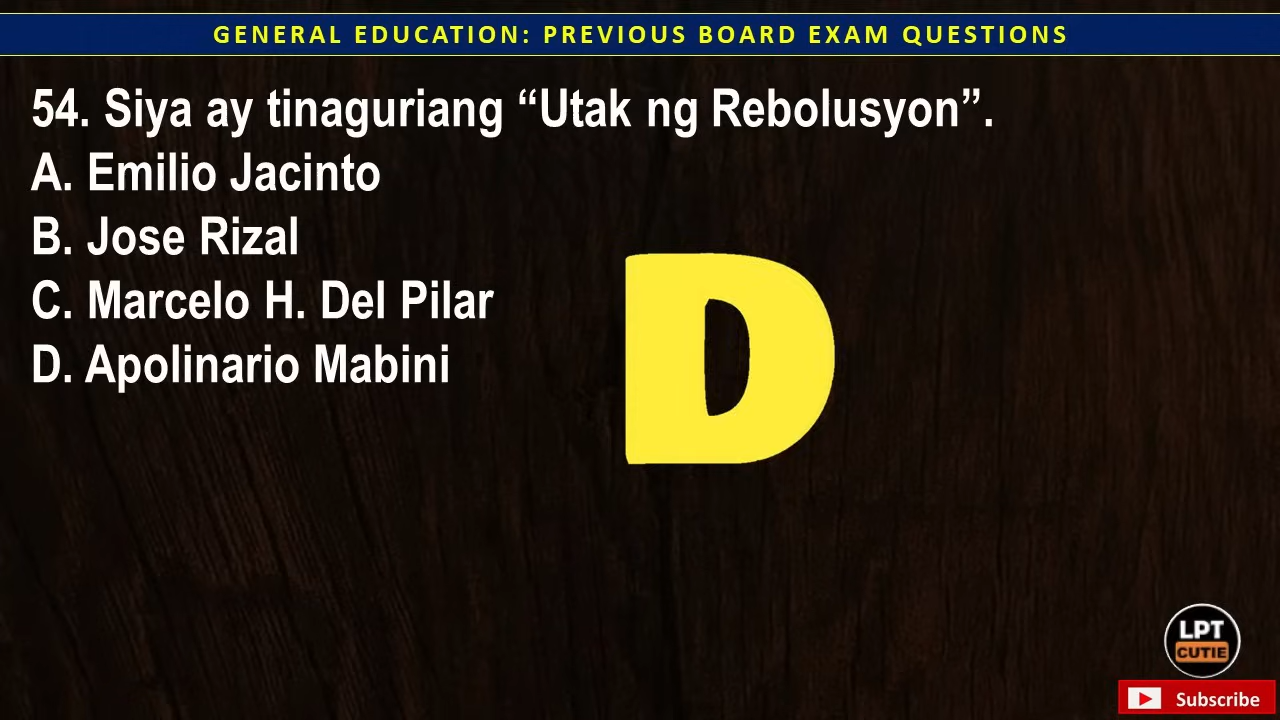 GENERAL EDUCATION: PREVIOUS BOARD EXAM QUESTIONS
54. Siya ay tinaguriang “Utak ng Rebolusyon”.
A. Emilio Jacinto
B. Jose Rizal
C. Marcelo H. Del Pilar
D. Apolinario Mabini
D
LPT
CUTIE
Subscribe